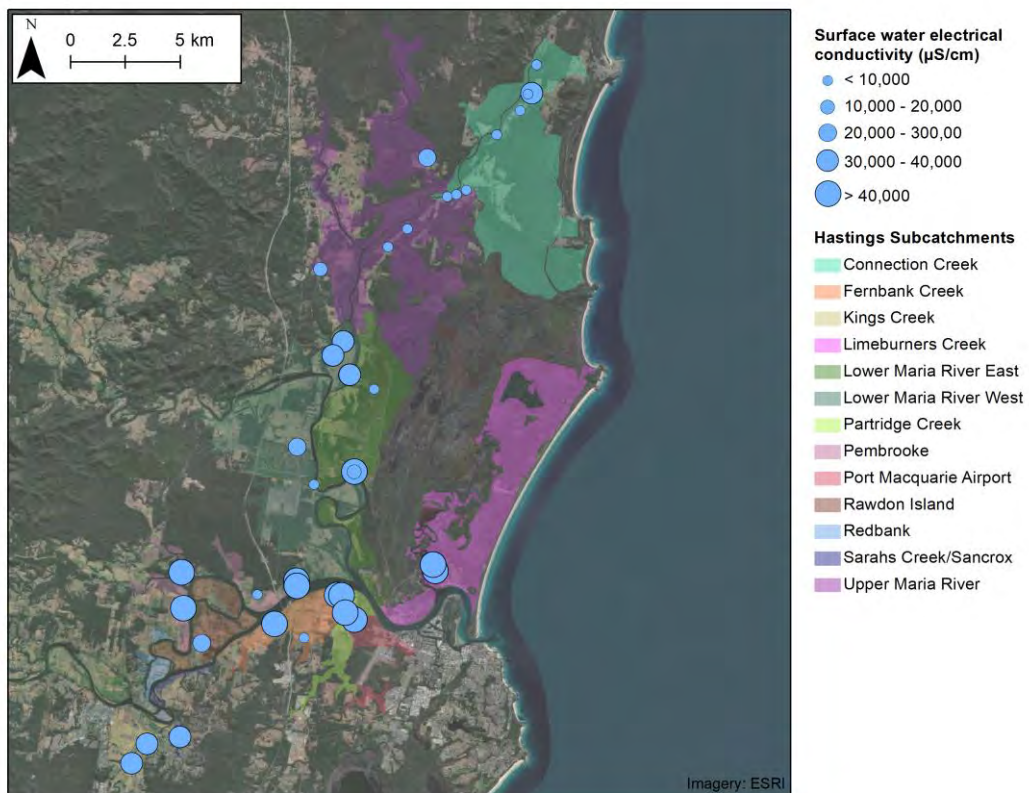 N
0 2.5 5 km
Imagery: ESRI
Surface water electrical
conductivity (µS/cm)
< 10,000
10,000 - 20,000
20,000 - 300,00
30,000 - 40,000
> 40,000
Hastings Subcatchments
Connection Creek
Fernbank Creek
Kings Creek
Limeburners Creek
Lower Maria River East
Lower Maria River West
Partridge Creek
Pembrooke
Port Macquarie Airport
Rawdon Island
Redbank
Sarahs Creek/Sancrox
Upper Maria River